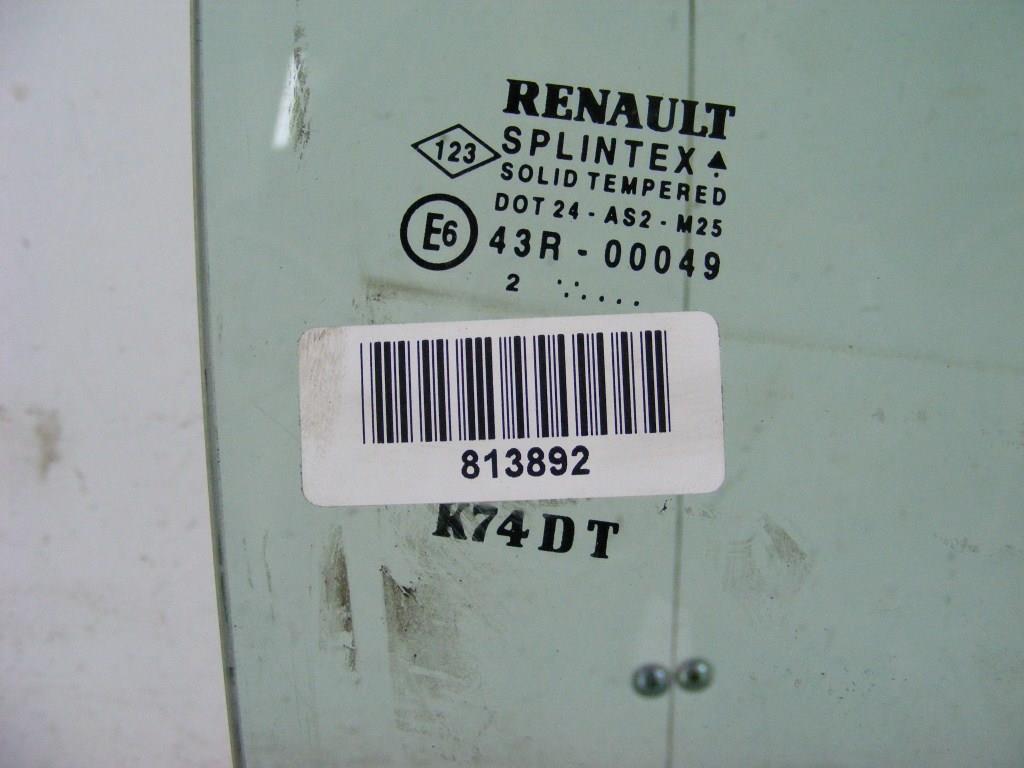 RENAULT
123 SPLINTEX
SOLID TEMPERED
DOT 24 - AS2 - M25
E6 43R - 00049
2
813892
K74DT